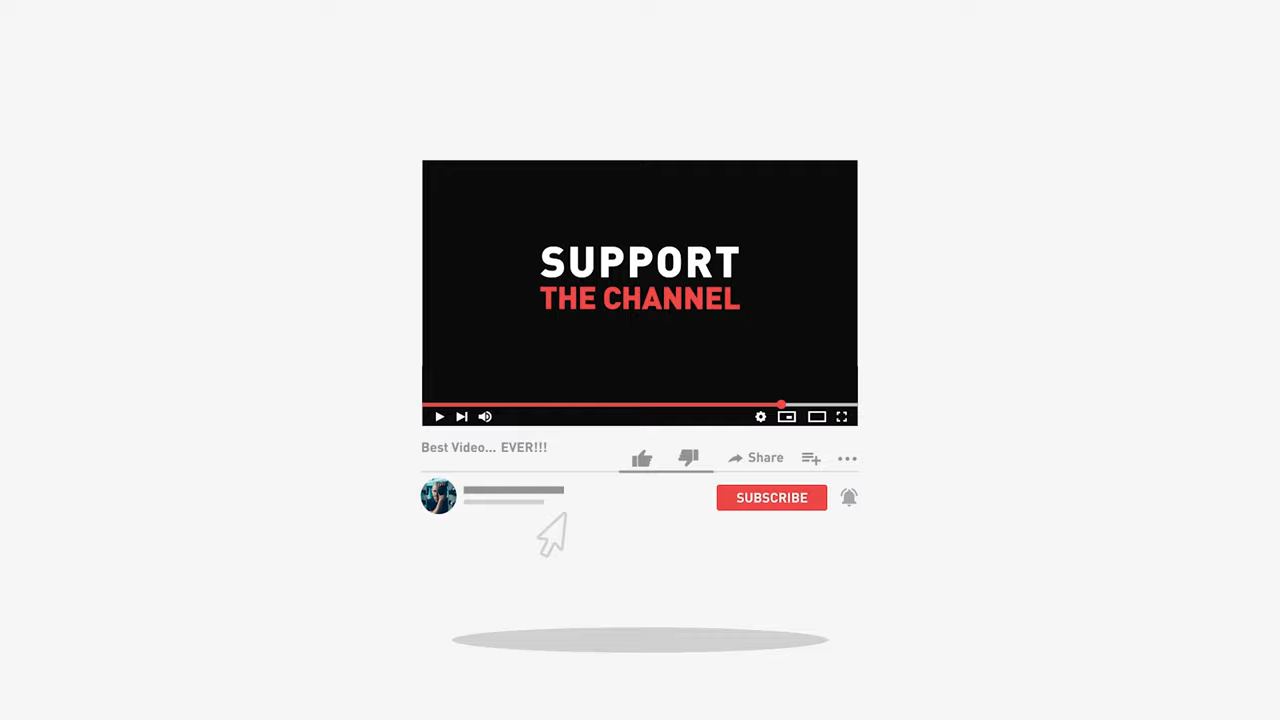 SUPPORT
THE CHANNEL
Best Video... EVER!!!
Share
SUBSCRIBE